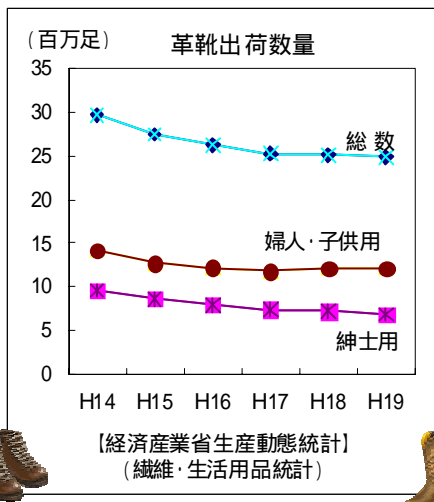 (百万足)
革靴出荷数量
35
30
25
20
15
10
5
0
総数
婦人・子供用
紳士用
H14 H15 H16 H17 H18 H19
【経済産業省生産動態統計】
(繊維・生活用品統計)